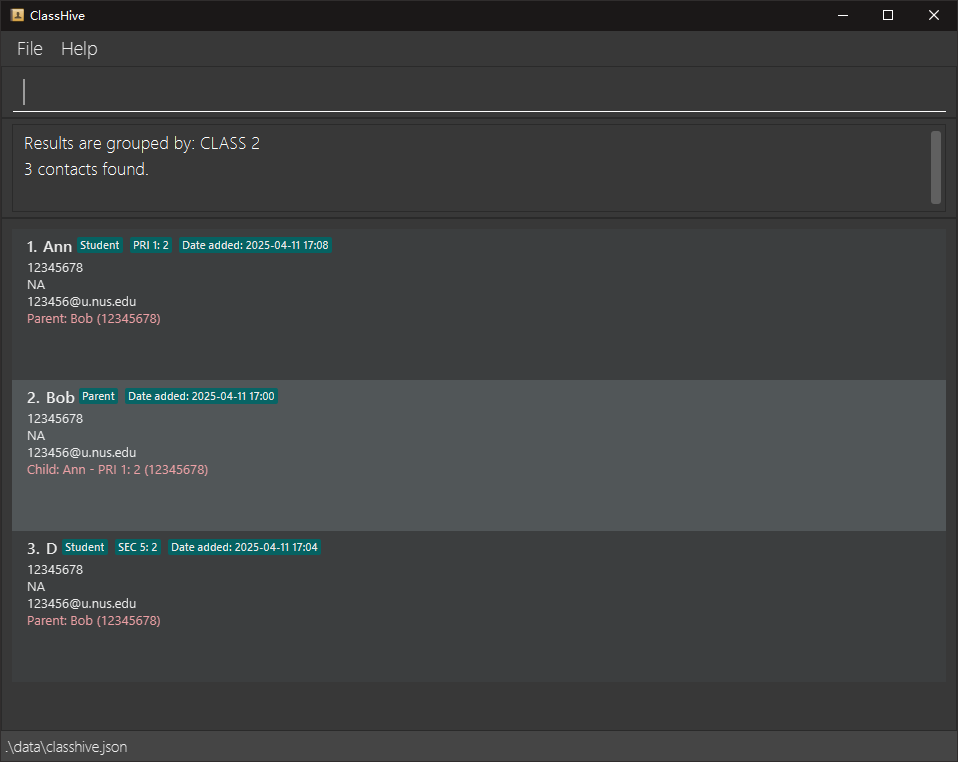 ClassHive
File Help
Results are grouped by: CLASS 2
3 contacts found.
1. Ann Student PRI 1: 2 Date added: 2025-04-11 17:08
12345678
NA
123456@u.nus.edu
Parent: Bob (12345678)
2. Bob Parent Date added: 2025-04-11 17:00
12345678
NA
123456@u.nus.edu
Child: Ann - PRI 1: 2 (12345678)
3. D Student SEC 5: 2 Date added: 2025-04-11 17:04
12345678
NA
123456@u.nus.edu
Parent: Bob (12345678)
.\data\classhive.json